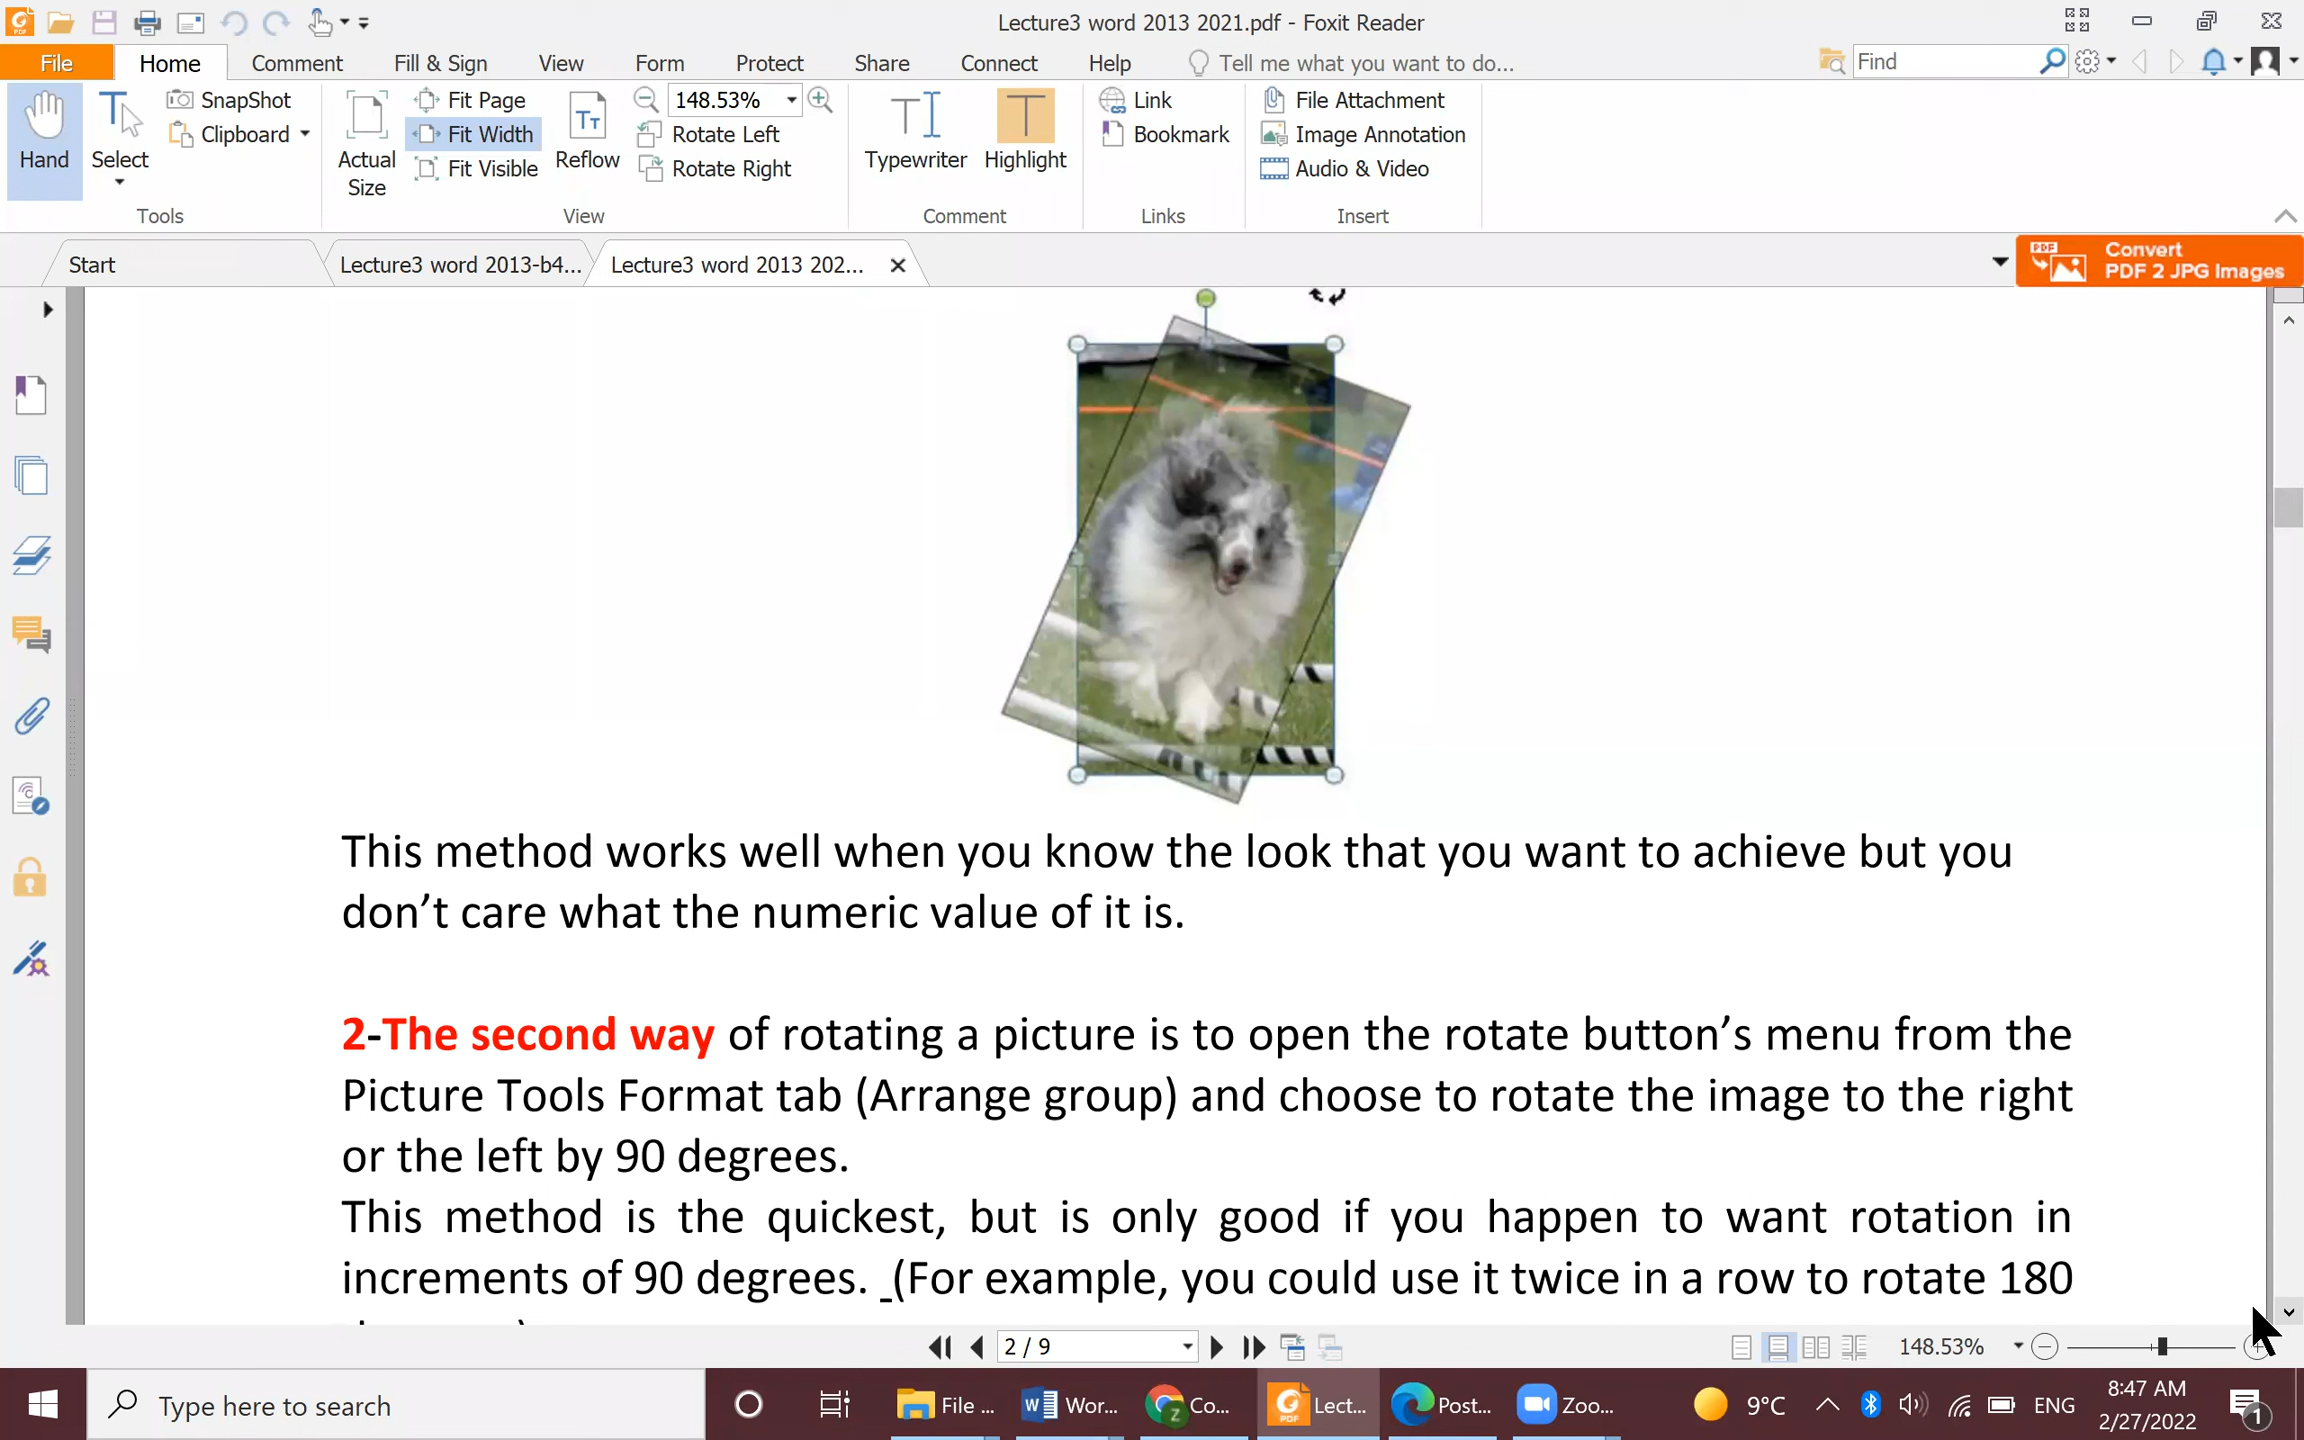 Lecture3 word 2013 2021.pdf - Foxit Reader
File Home Comment Fill & Sign View Form Protect Share Connect Help Tell me what you want to do... Find
SnapShot Fit Page 148.53% Link File Attachment
Clipboard Fit Width Rotate Left Bookmark Image Annotation
Hand Select Actual Size Fit Visible Reflow Rotate Right Typewriter Highlight Audio & Video
Tools View Comment Links Insert
Start Lecture3 word 2013-b4... Lecture3 word 2013 202...
PDF Convert
PDF 2 JPG Images
This method works well when you know the look that you want to achieve but you
don't care what the numeric value of it is.
2-The second way of rotating a picture is to open the rotate button's menu from the
Picture Tools Format tab (Arrange group) and choose to rotate the image to the right
or the left by 90 degrees.
This method is the quickest, but is only good if you happen to want rotation in
increments of 90 degrees. _(For example, you could use it twice in a row to rotate 180
2 / 9 148.53%
Type here to search File ... Wor... Co... Lect... Post... Zoo... 9°C ENG
8:47 AM
2/27/2022
1